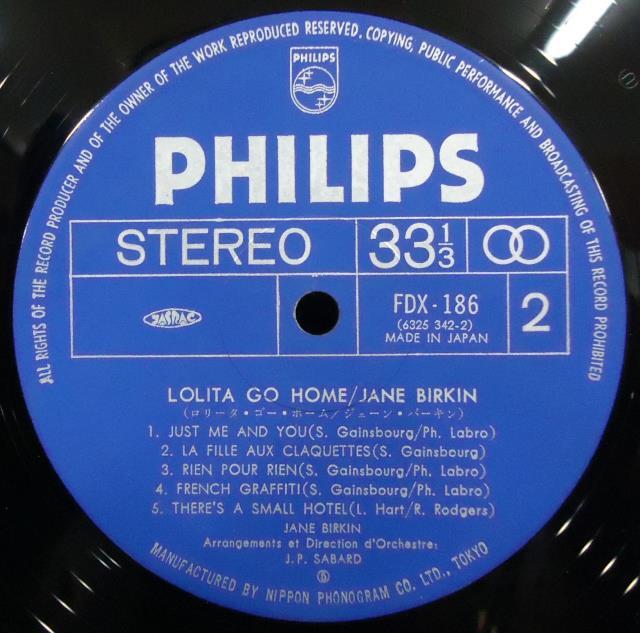 ALL RIGHTS OF THE RECORD PRODUCER AND OF THE OWNER OF THE WORK REPRODUCED RESERVED. COPYING, PUBLIC PERFORMANCE AND BROADCASTING OF THIS RECORD PROHIBITED
PHILIPS
PHILIPS
STEREO
33 1/3
JASRAC
FDX-186
(6325 342-2)
MADE IN JAPAN
2
LOLITA GO HOME/JANE BIRKIN
(ロリータ・ゴー・ホーム/ジェーン・バーキン)
1. JUST ME AND YOU(S. Gainsbourg/Ph. Labro)
2. LA FILLE AUX CLAQUETTES(S. Gainsbourg)
3. RIEN POUR RIEN(S. Gainsbourg/Ph. Labro)
4. FRENCH GRAFFITI(S. Gainsbourg/Ph. Labro)
5. THERE'S A SMALL HOTEL(L. Hart/R. Rodgers)
JANE BIRKIN
Arrangements et Direction d'Orchestre:
J.P. SABARD
MANUFACTURED BY NIPPON PHONOGRAM CO. LTD., TOKYO